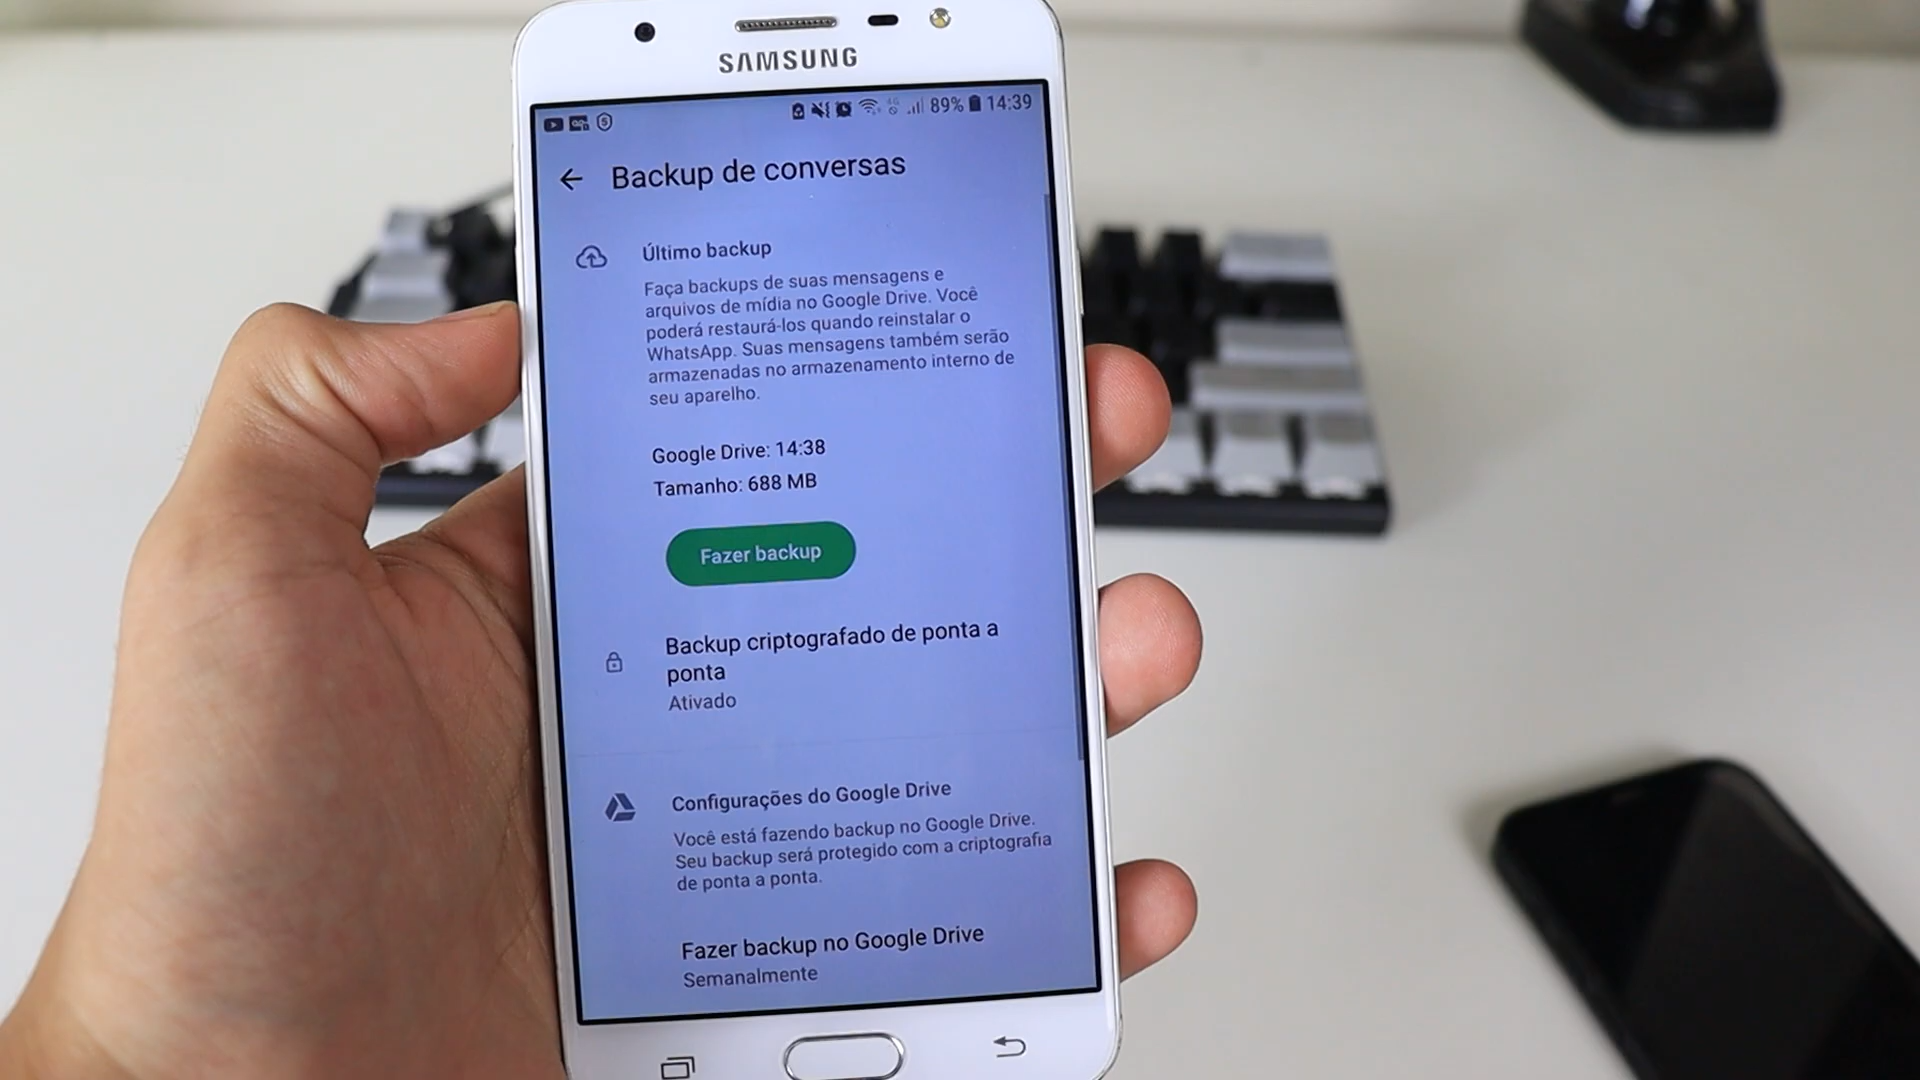 SAMSUNG
89% 14:39
Backup de conversas
Último backup
Faça backups de suas mensagens e
arquivos de mídia no Google Drive. Você
poderá restaurá-los quando reinstalar o
WhatsApp. Suas mensagens também serão
armazenadas no armazenamento interno de
seu aparelho.
Google Drive: 14:38
Tamanho: 688 MB
Fazer backup
Backup criptografado de ponta a
ponta
Ativado
Configurações do Google Drive
Você está fazendo backup no Google Drive.
Seu backup será protegido com a criptografia
de ponta a ponta.
Fazer backup no Google Drive
Semanalmente